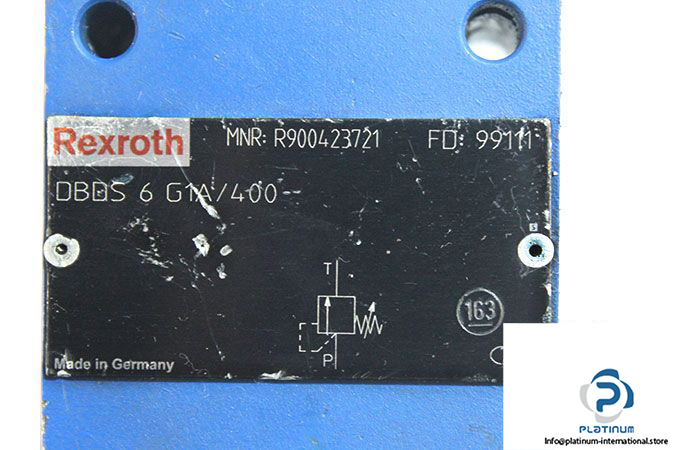 Rexroth MNR: R900423721 FD: 99111
DBDS 6 G1A/400
T
163
P
Made in Germany
PLATINUM
Info@platinum-international.store